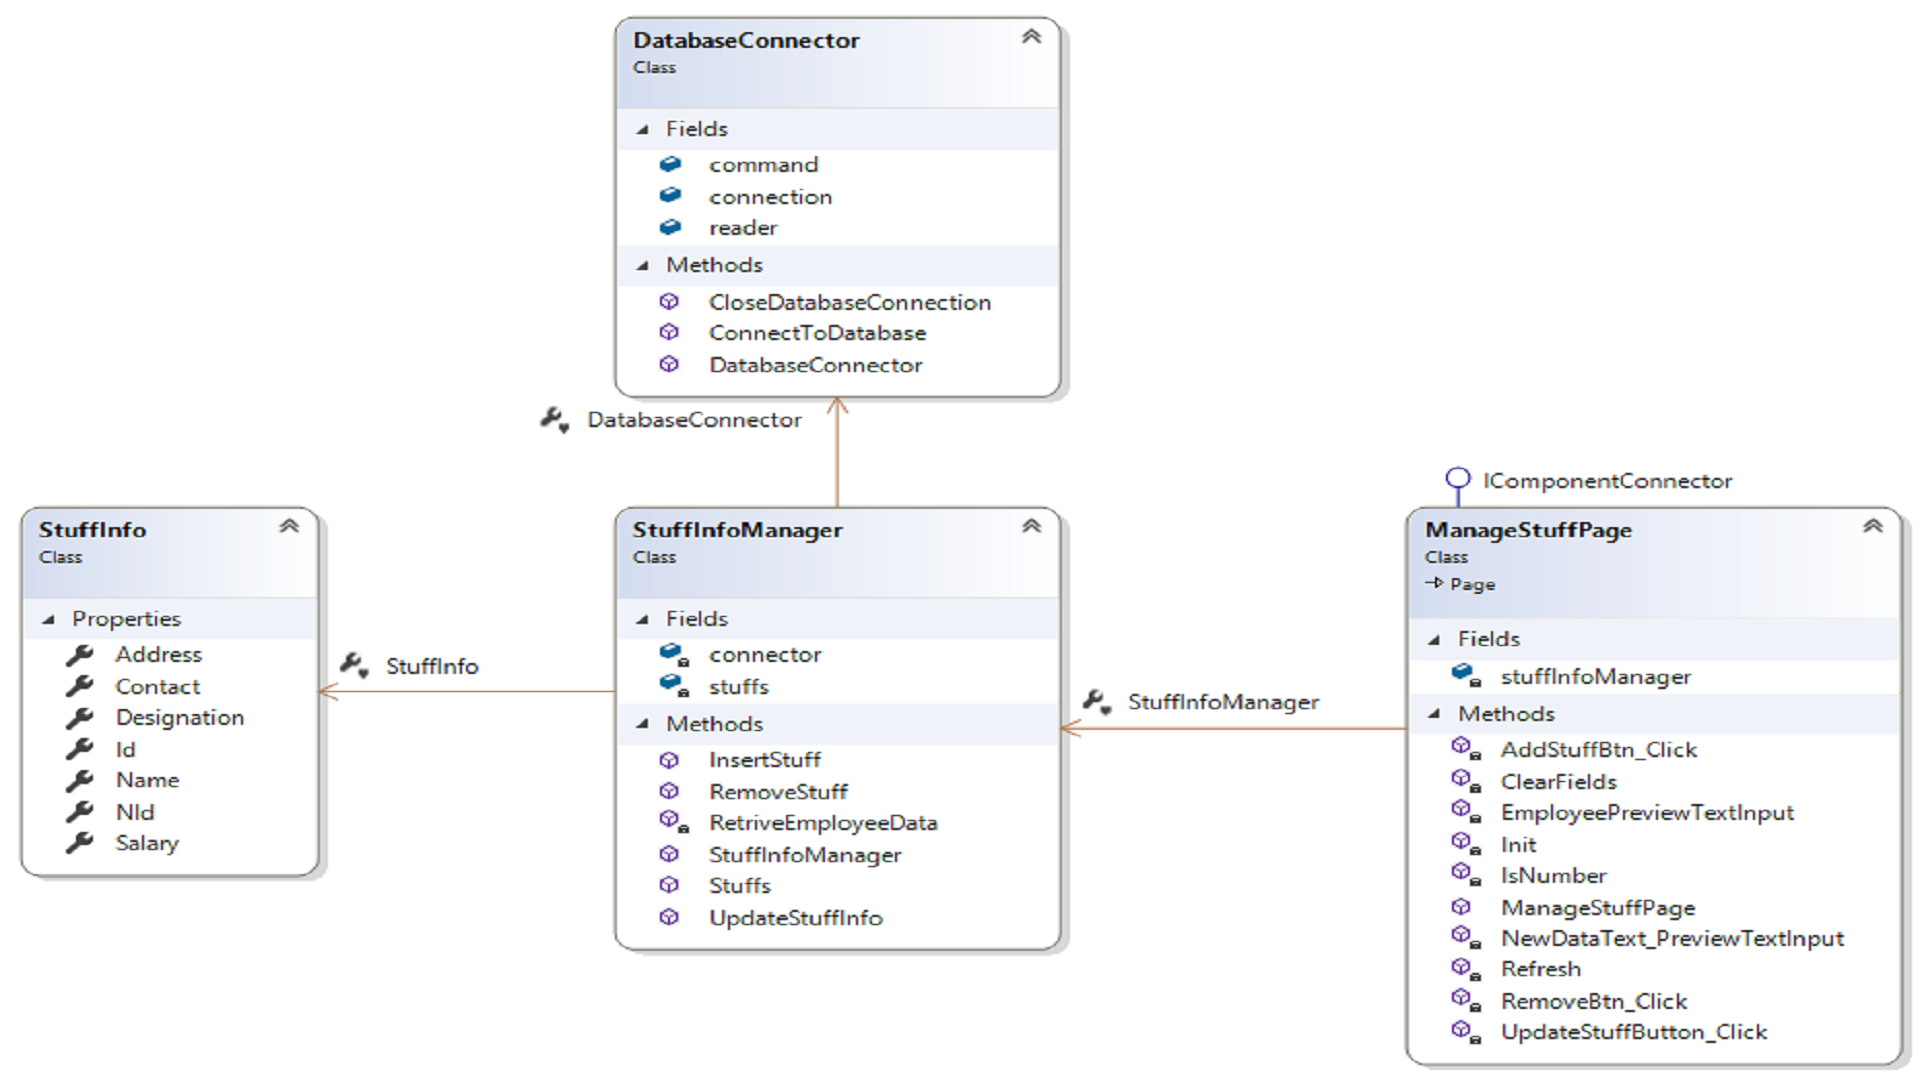 DatabaseConnector
Class
Fields
command
connection
reader
Methods
CloseDatabaseConnection
ConnectToDatabase
DatabaseConnector
DatabaseConnector
StuffInfo
Class
Properties
Address
Contact
Designation
Id
Name
NId
Salary
StuffInfo
StuffInfoManager
Class
Fields
connector
stuffs
Methods
InsertStuff
RemoveStuff
RetriveEmployeeData
StuffInfoManager
Stuffs
UpdateStuffInfo
StuffInfoManager
IComponentConnector
ManageStuffPage
Class
Page
Fields
stuffInfoManager
Methods
AddStuffBtn_Click
ClearFields
EmployeePreviewTextInput
Init
IsNumber
ManageStuffPage
NewDataText_PreviewTextInput
Refresh
RemoveBtn_Click
UpdateStuffButton_Click